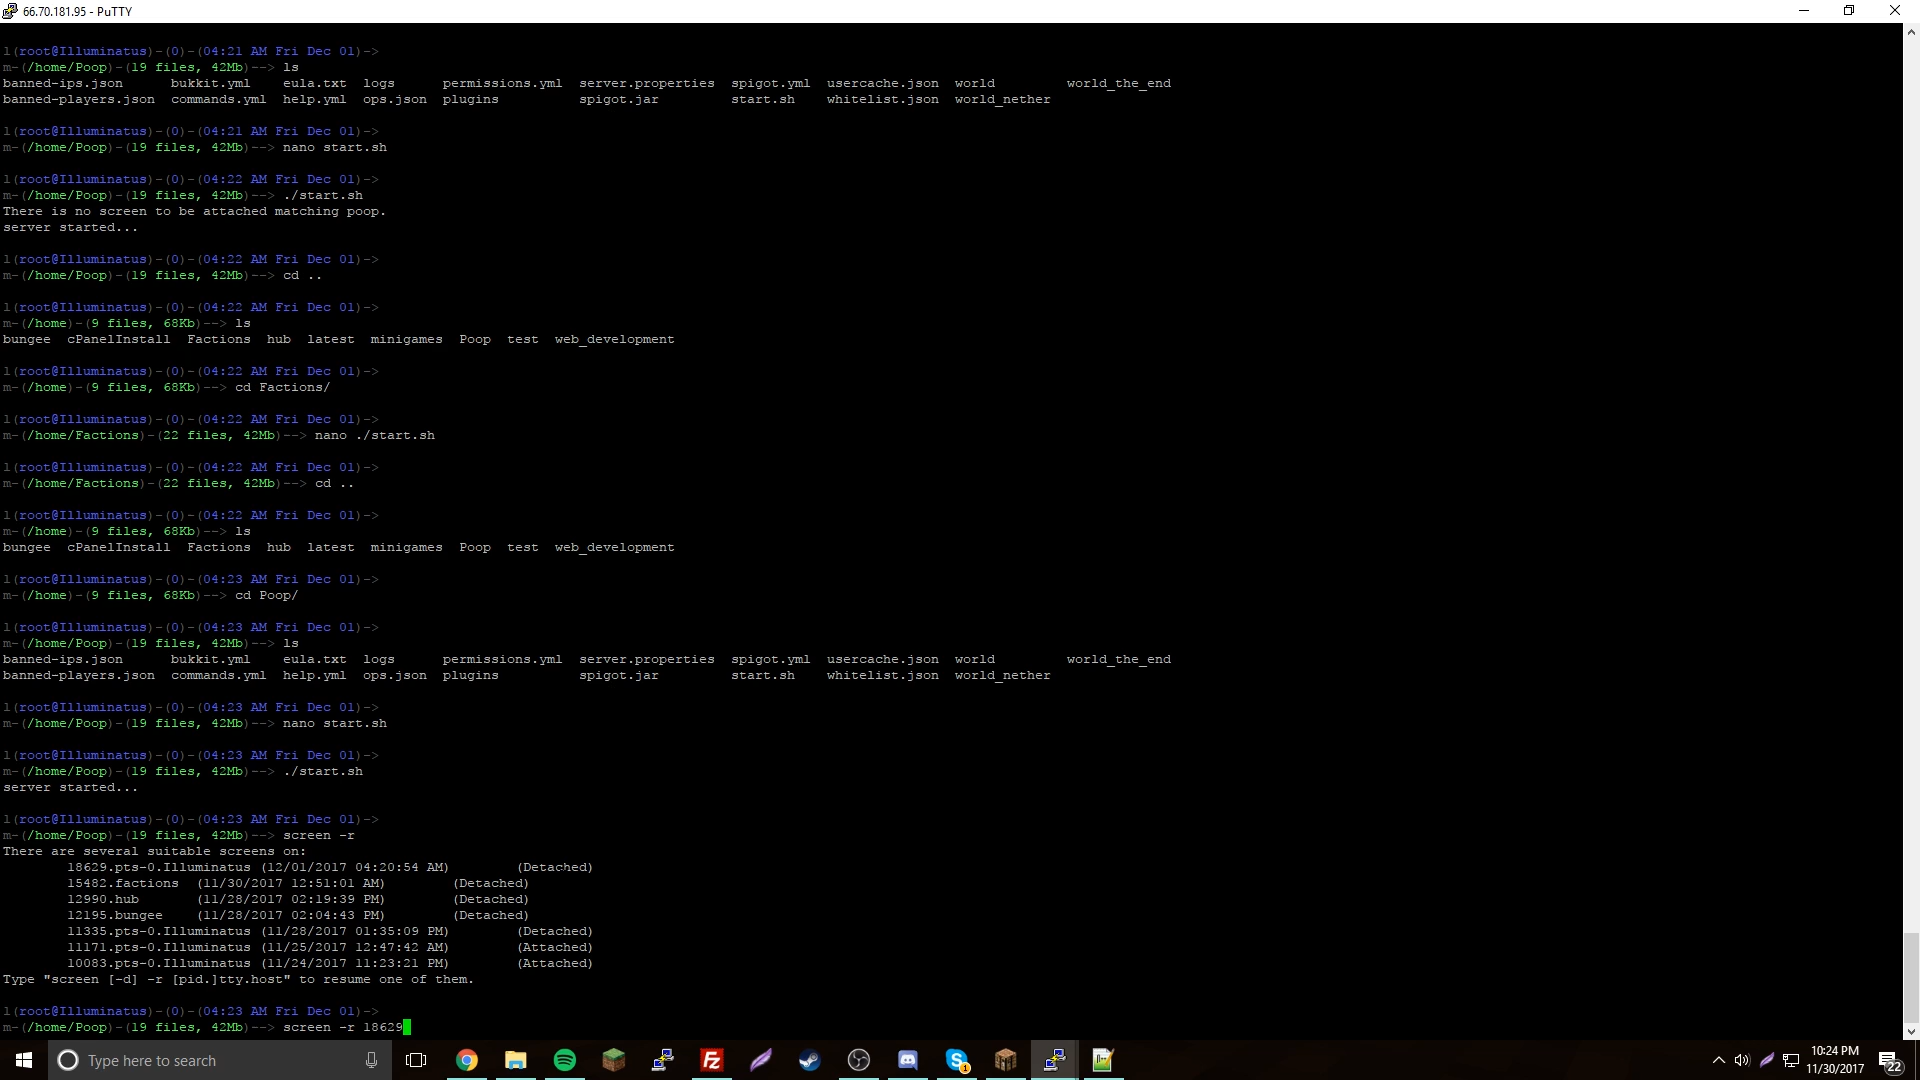 66.70.181.95 - PuTTY
l(root@Illuminatus)-(0)-(04:21 AM Fri Dec 01)->
m-(/home/Poop)-(19 files, 42Mb)--> ls
banned-ips.json      bukkit.yml    eula.txt  logs      permissions.yml  server.properties  spigot.yml  usercache.json  world         world_the_end
banned-players.json  commands.yml  help.yml  ops.json  plugins          spigot.jar         start.sh    whitelist.json  world_nether
l(root@Illuminatus)-(0)-(04:21 AM Fri Dec 01)->
m-(/home/Poop)-(19 files, 42Mb)--> nano start.sh
l(root@Illuminatus)-(0)-(04:22 AM Fri Dec 01)->
m-(/home/Poop)-(19 files, 42Mb)--> ./start.sh
There is no screen to be attached matching poop.
server started...
l(root@Illuminatus)-(0)-(04:22 AM Fri Dec 01)->
m-(/home/Poop)-(19 files, 42Mb)--> cd ..
l(root@Illuminatus)-(0)-(04:22 AM Fri Dec 01)->
m-(/home)-(9 files, 68Kb)--> ls
bungee  cPanelInstall  Factions  hub  latest  minigames  Poop  test  web_development
l(root@Illuminatus)-(0)-(04:22 AM Fri Dec 01)->
m-(/home)-(9 files, 68Kb)--> cd Factions/
l(root@Illuminatus)-(0)-(04:22 AM Fri Dec 01)->
m-(/home/Factions)-(22 files, 42Mb)--> nano ./start.sh
l(root@Illuminatus)-(0)-(04:22 AM Fri Dec 01)->
m-(/home/Factions)-(22 files, 42Mb)--> cd ..
l(root@Illuminatus)-(0)-(04:22 AM Fri Dec 01)->
m-(/home)-(9 files, 68Kb)--> ls
bungee  cPanelInstall  Factions  hub  latest  minigames  Poop  test  web_development
l(root@Illuminatus)-(0)-(04:23 AM Fri Dec 01)->
m-(/home)-(9 files, 68Kb)--> cd Poop/
l(root@Illuminatus)-(0)-(04:23 AM Fri Dec 01)->
m-(/home/Poop)-(19 files, 42Mb)--> ls
banned-ips.json      bukkit.yml    eula.txt  logs      permissions.yml  server.properties  spigot.yml  usercache.json  world         world_the_end
banned-players.json  commands.yml  help.yml  ops.json  plugins          spigot.jar         start.sh    whitelist.json  world_nether
l(root@Illuminatus)-(0)-(04:23 AM Fri Dec 01)->
m-(/home/Poop)-(19 files, 42Mb)--> nano start.sh
l(root@Illuminatus)-(0)-(04:23 AM Fri Dec 01)->
m-(/home/Poop)-(19 files, 42Mb)--> ./start.sh
server started...
l(root@Illuminatus)-(0)-(04:23 AM Fri Dec 01)->
m-(/home/Poop)-(19 files, 42Mb)--> screen -r
There are several suitable screens on:
18629.pts-0.Illuminatus (12/01/2017 04:20:54 AM)        (Detached)
15482.factions  (11/30/2017 12:51:01 AM)        (Detached)
12990.hub       (11/28/2017 02:19:39 PM)        (Detached)
12195.bungee    (11/28/2017 02:04:43 PM)        (Detached)
11335.pts-0.Illuminatus (11/28/2017 01:35:09 PM)        (Detached)
11171.pts-0.Illuminatus (11/25/2017 12:47:42 AM)        (Attached)
10083.pts-0.Illuminatus (11/24/2017 11:23:21 PM)        (Attached)
Type "screen [-d] -r [pid.]tty.host" to resume one of them.
l(root@Illuminatus)-(0)-(04:23 AM Fri Dec 01)->
m-(/home/Poop)-(19 files, 42Mb)--> screen -r 18629
Type here to search
10:24 PM
11/30/2017
22